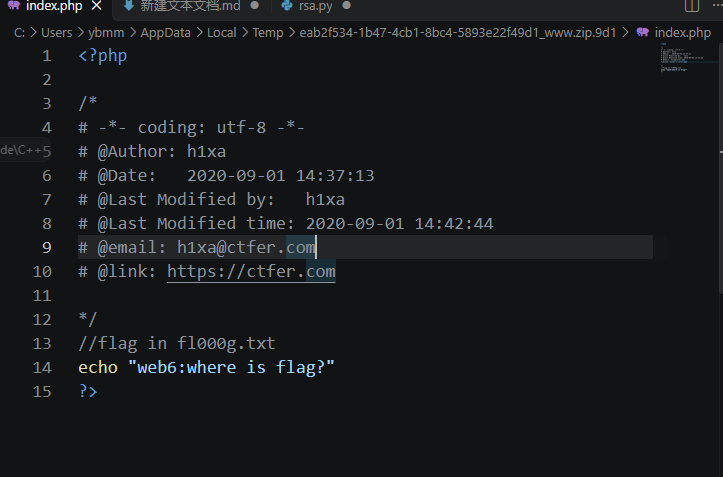 index.php × 新建文本文档.md ● rsa.py ●
C: > Users > ybmm > AppData > Local > Temp > eab2f534-1b47-4cb1-8bc4-5893e22f49d1_www.zip.9d1 > index.php
1 <?php
2
3 /*
4 # -*- coding: utf-8 -*-
de\C++ 5 # @Author: h1xa
6 # @Date:   2020-09-01 14:37:13
7 # @Last Modified by:   h1xa
8 # @Last Modified time: 2020-09-01 14:42:44
9 # @email: h1xa@ctfer.com
10 # @link: https://ctfer.com
11
12 */
13 //flag in fl000g.txt
14 echo "web6:where is flag?"
15 ?>